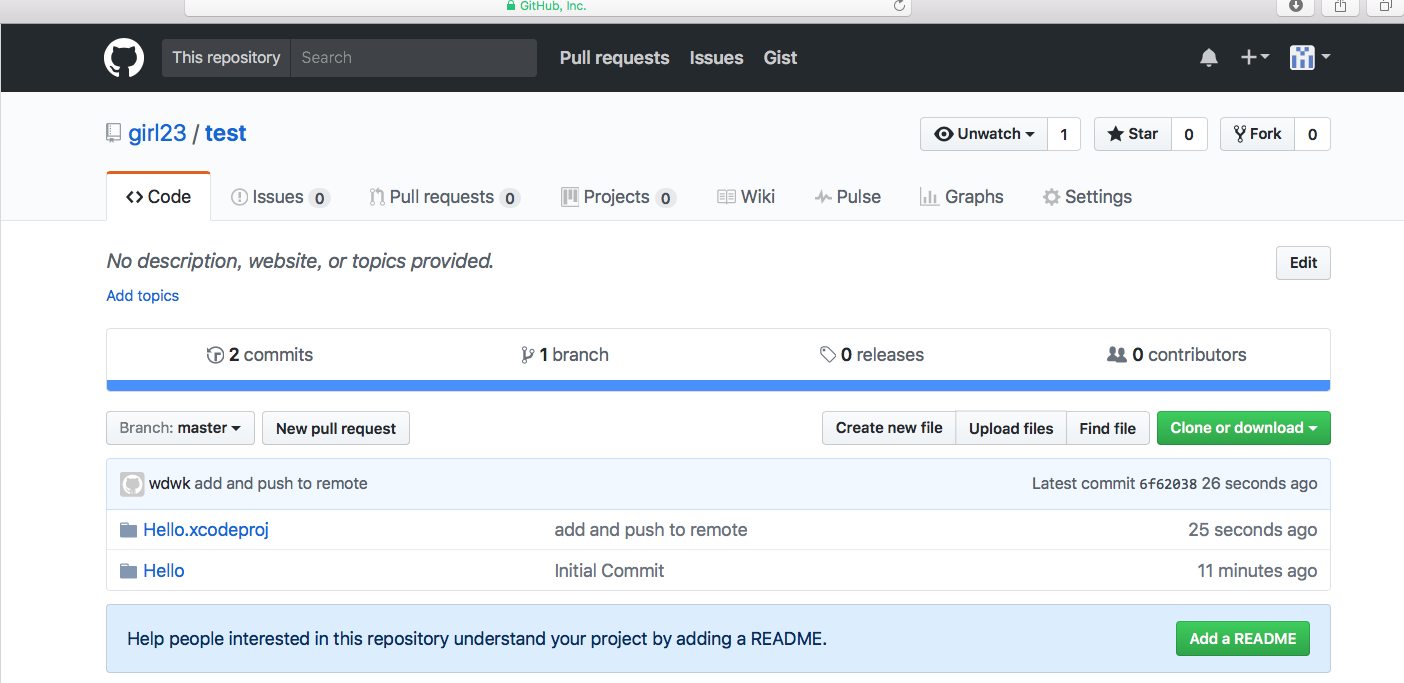 GitHub, Inc.
This repository Search Pull requests Issues Gist
girl23 / test Unwatch 1 Star 0 Fork 0
Code Issues 0 Pull requests 0 Projects 0 Wiki Pulse Graphs Settings
No description, website, or topics provided. Edit
Add topics
2 commits 1 branch 0 releases 0 contributors
Branch: master New pull request Create new file Upload files Find file Clone or download
wdwk add and push to remote Latest commit 6f62038 26 seconds ago
Hello.xcodeproj add and push to remote 25 seconds ago
Hello Initial Commit 11 minutes ago
Help people interested in this repository understand your project by adding a README. Add a README